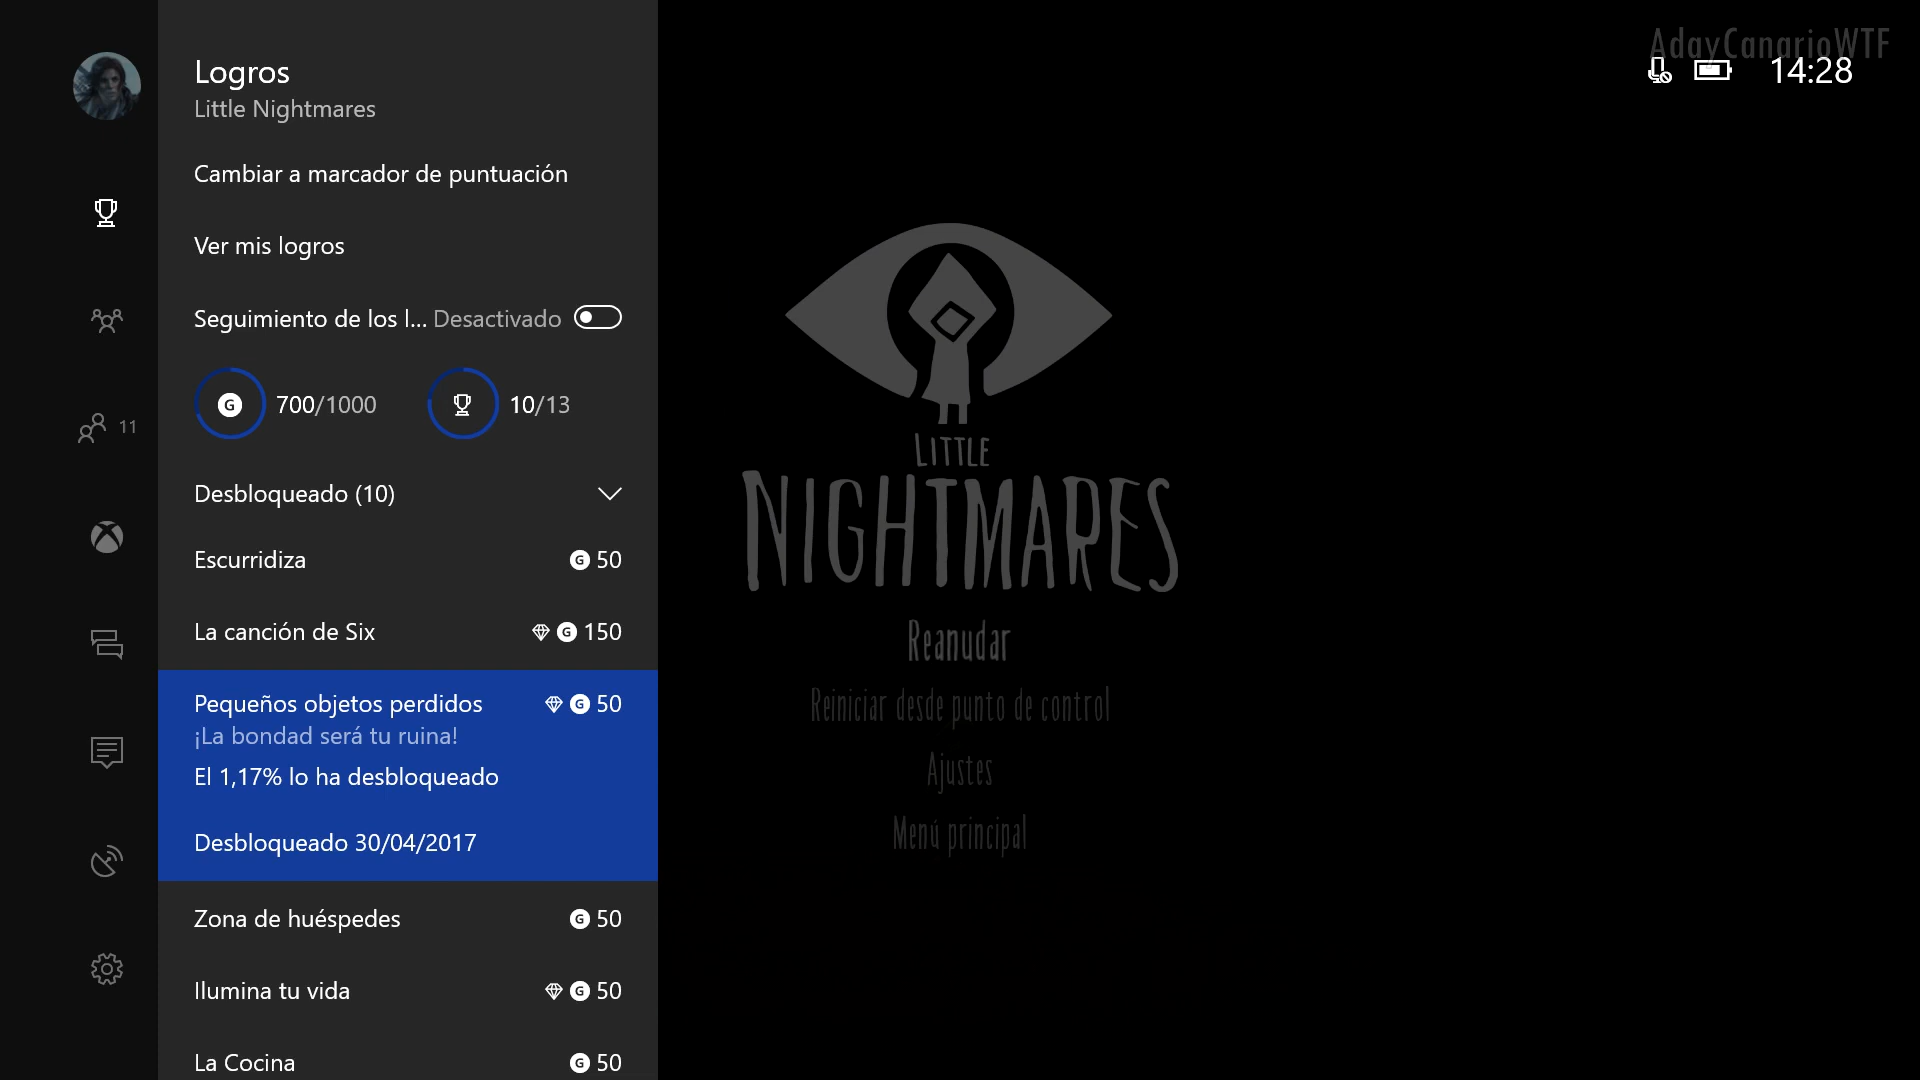 Logros
Little Nightmares
Cambiar a marcador de puntuación
Ver mis logros
Seguimiento de los l... Desactivado
G 700/1000 10/13
Desbloqueado (10)
Escurridiza G 50
La canción de Six G 150
Pequeños objetos perdidos G 50
¡La bondad será tu ruina!
El 1,17% lo ha desbloqueado
Desbloqueado 30/04/2017
Zona de huéspedes G 50
Ilumina tu vida G 50
La Cocina G 50
11
AdayCanarioWTF
14:28
LITTLE
NIGHTMARES
Reanudar
Reiniciar desde punto de control
Ajustes
Menú principal